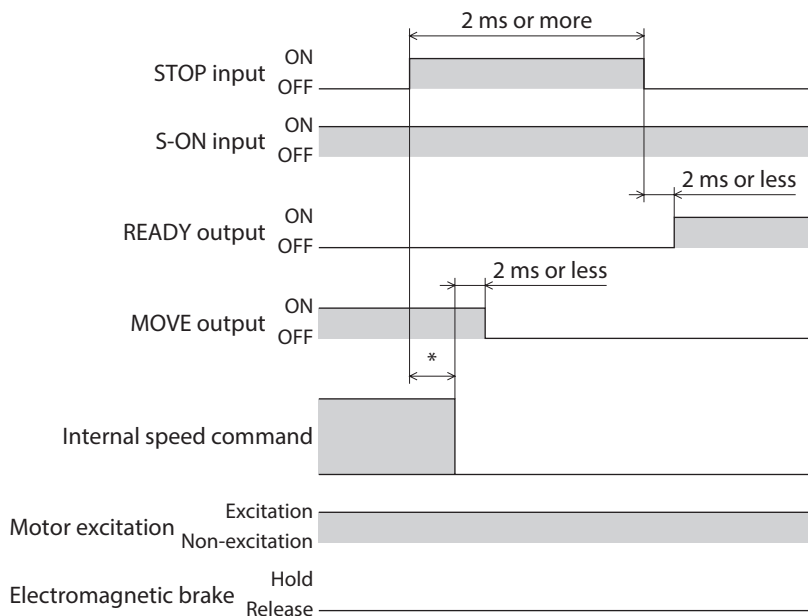 2 ms or more
STOP input
ON
OFF
S-ON input
ON
OFF
2 ms or less
READY output
ON
OFF
2 ms or less
MOVE output
ON
OFF
*
Internal speed command
Motor excitation
Excitation
Non-excitation
Electromagnetic brake
Hold
Release